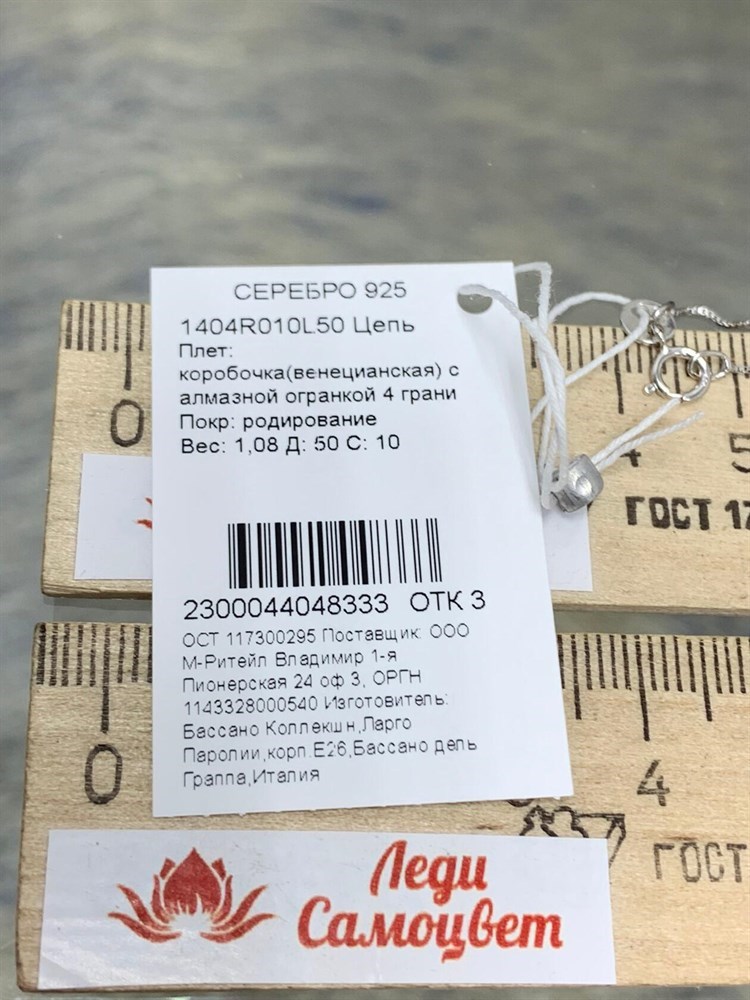 СЕРЕБРО 925
1404R010L50 Цепь
Плет:
коробочка(венецианская) с
алмазной огранкой 4 грани
Покр: родирование
Вес: 1,08 Д: 50 С: 10
0
4
5
ГОСТ 17
2300044048333 ОТК 3
ОСТ 117300295 Поставщик: ООО
М-Ритейл Владимир 1-я
Пионерская 24 оф 3, ОРГН
1143328000540 Изготовитель:
Бассано Коллекшн,Ларго
Паролии,корп.Е26,Бассано дель
Граппа,Италия
0
4
ГОСТ
Леди
Самоцвет